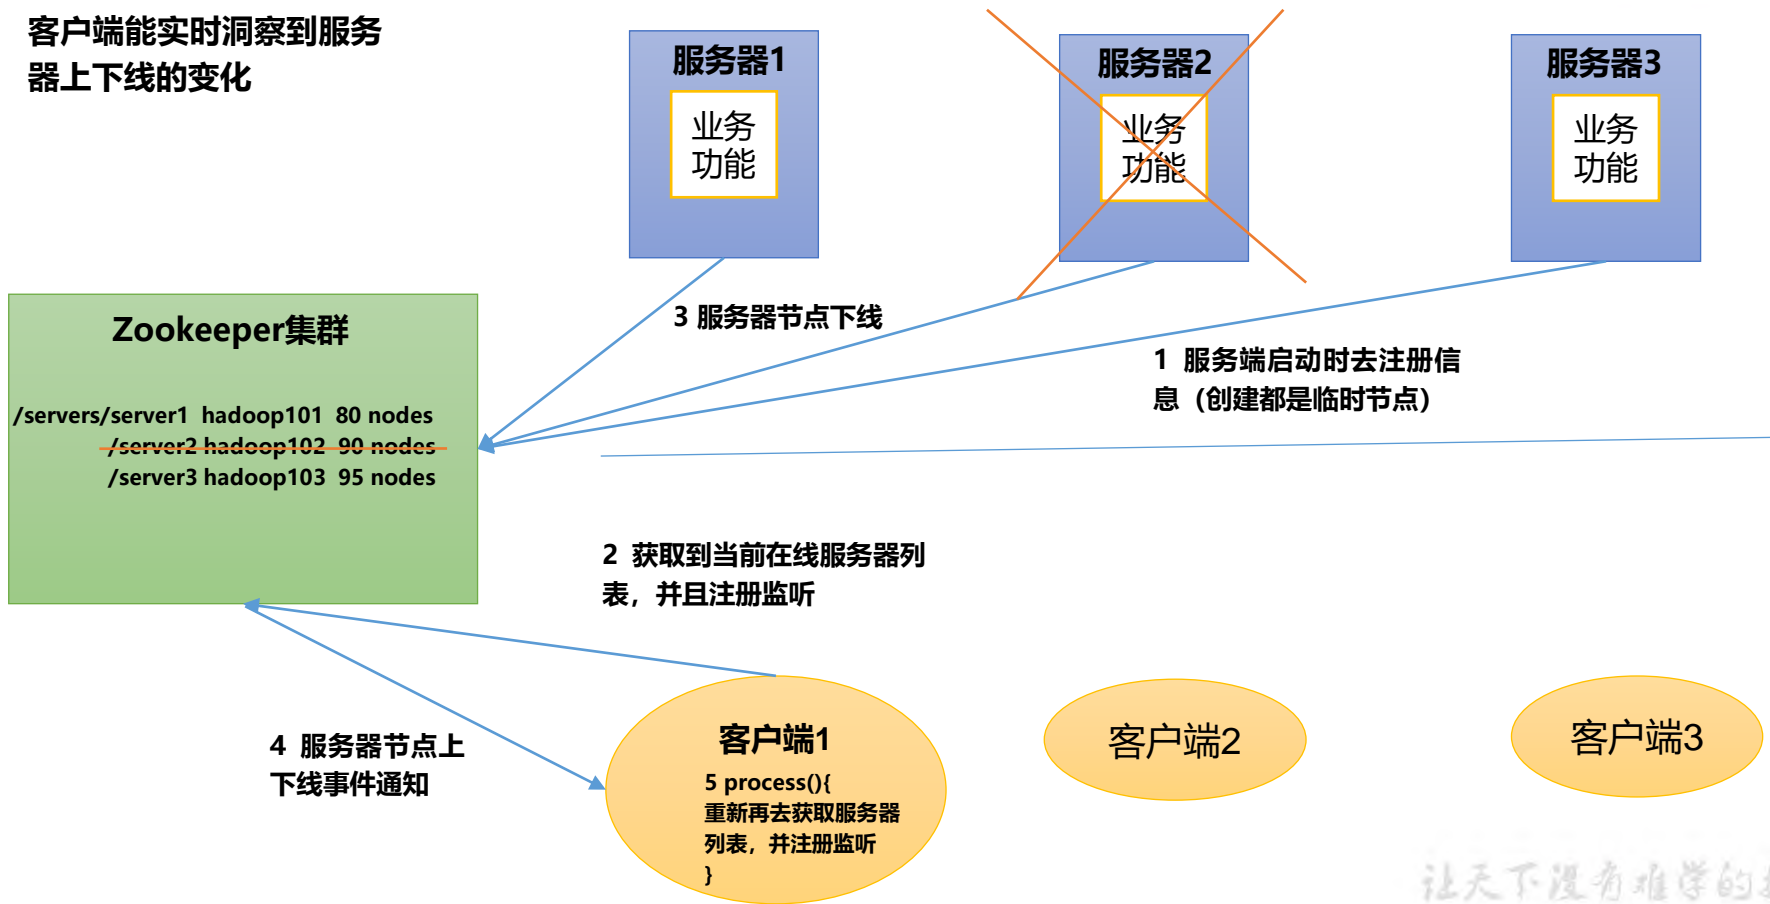 客户端能实时洞察到服务
器上下线的变化
服务器1
业务
功能
服务器2
业务
功能
服务器3
业务
功能
3 服务器节点下线
Zookeeper集群
1 服务端启动时去注册信
息（创建都是临时节点）
/servers/server1 hadoop101 80 nodes
/server2 hadoop102 90 nodes
/server3 hadoop103 95 nodes
2 获取到当前在线服务器列
表，并且注册监听
4 服务器节点上
下线事件通知
客户端1
5 process(){
重新再去获取服务器
列表，并注册监听
}
客户端2
客户端3
让天下没有难学的